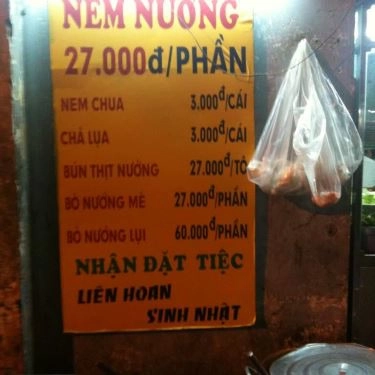 NEM NƯỚNG
27.000đ/PHẦN
NEM CHUA 3.000đ/CÁI
CHẢ LỤA 3.000đ/CÁI
BÚN THỊT NƯỚNG 27.000đ/TÔ
BÒ NƯỚNG MÈ 27.000đ/PHẦN
BÒ NƯỚNG LỤI 60.000đ/PHẦN
NHẬN ĐẶT TIỆC
LIÊN HOAN
SINH NHẬT